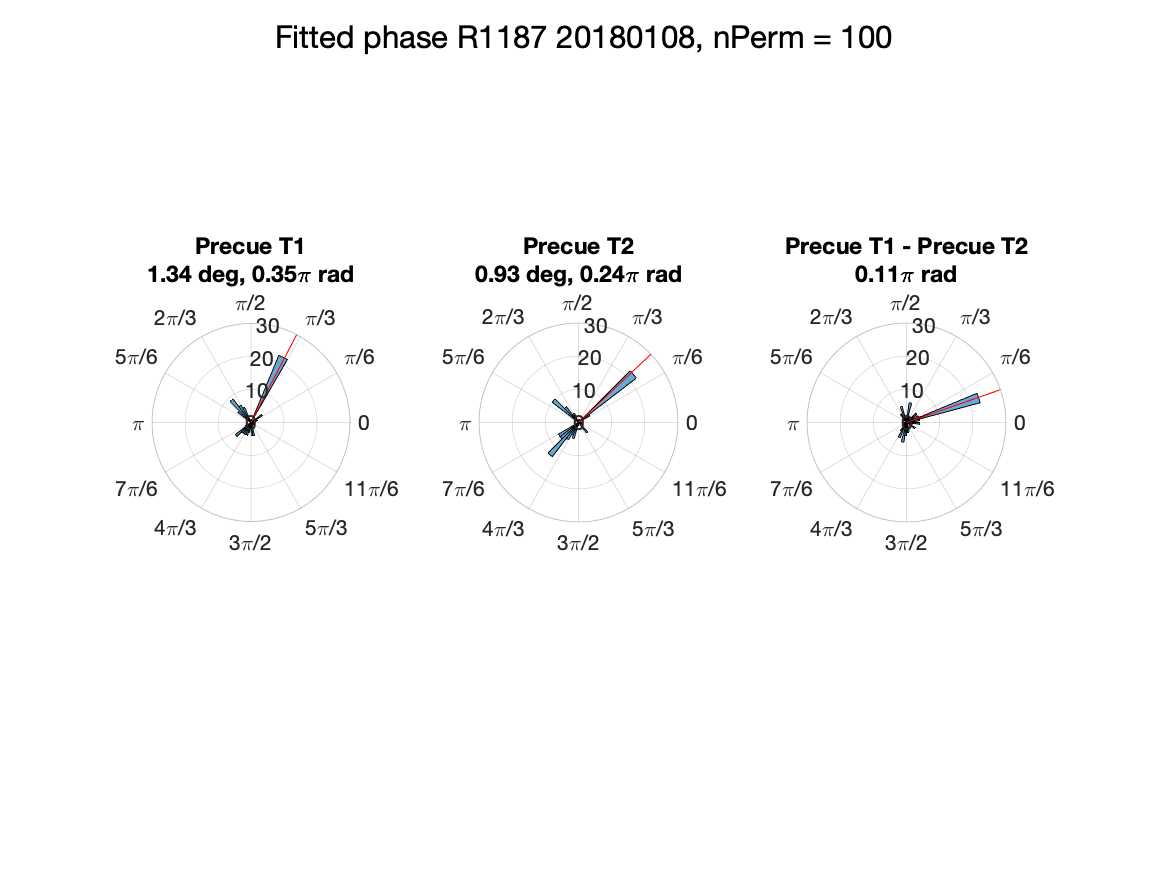 Fitted phase R1187 20180108, nPerm = 100
Precue T1
1.34 deg, 0.35π rad
π/2
2π/3
30
π/3
5π/6
20
π/6
10
π
0
7π/6
11π/6
4π/3
5π/3
3π/2
Precue T2
0.93 deg, 0.24π rad
π/2
2π/3
30
π/3
5π/6
20
π/6
10
π
0
7π/6
11π/6
4π/3
5π/3
3π/2
Precue T1 - Precue T2
0.11π rad
π/2
2π/3
30
π/3
5π/6
20
π/6
10
π
0
7π/6
11π/6
4π/3
5π/3
3π/2